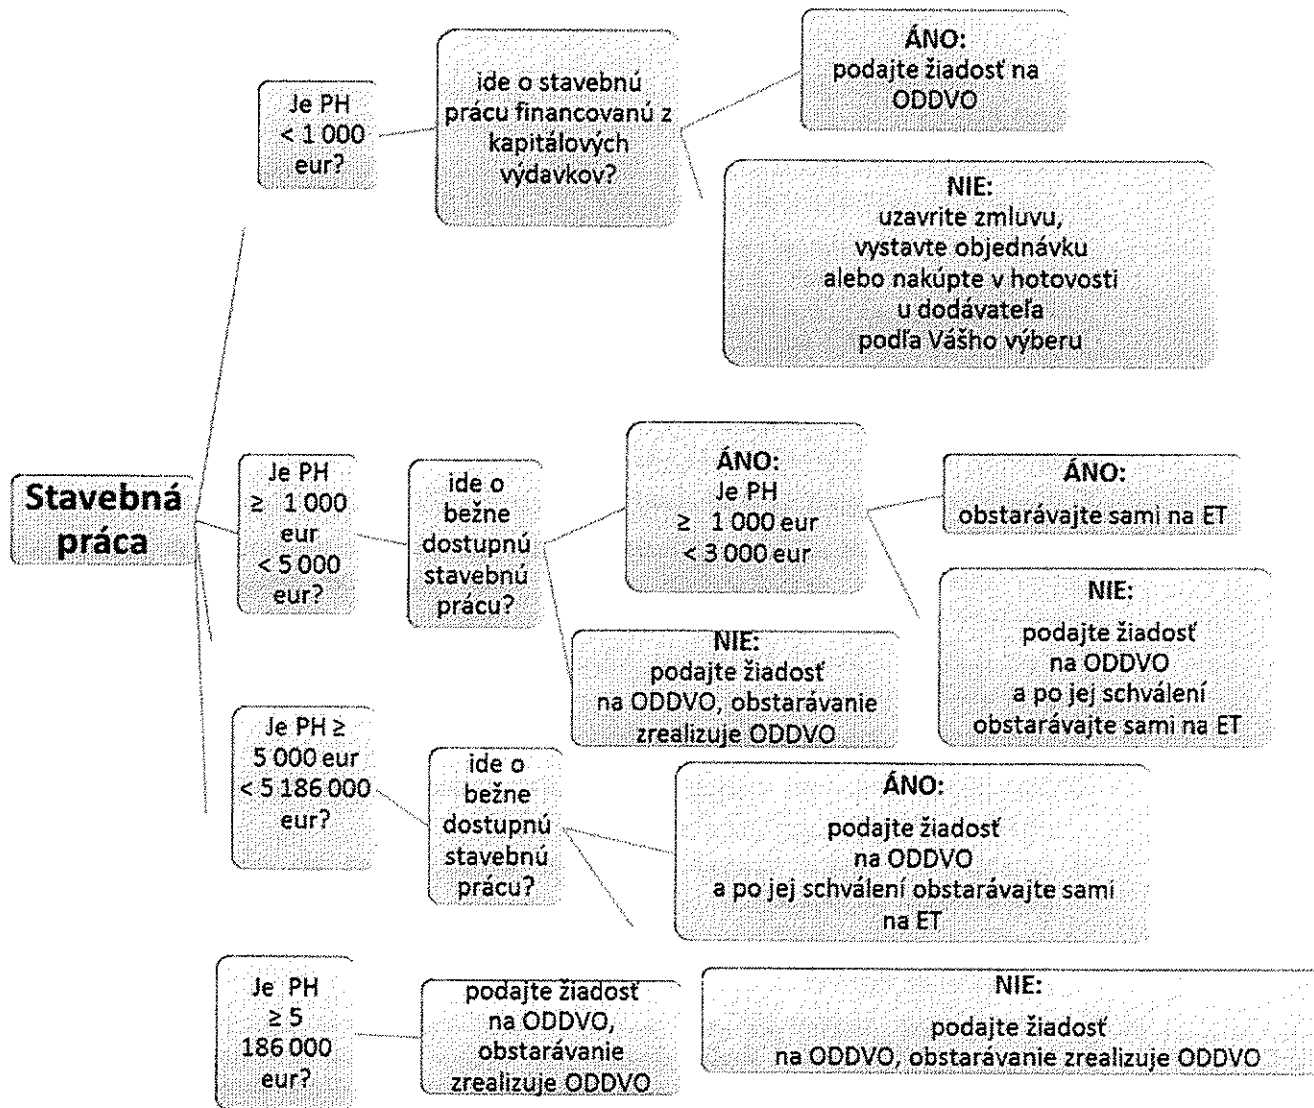 Stavebná
práca
Je PH
< 1 000
eur?
ide o stavebnú
prácu financovanú z
kapitálových
výdavkov?
ÁNO:
podajte žiadosť na
ODDVO
NIE:
uzavrite zmluvu,
vystavte objednávku
alebo nakúpte v hotovosti
u dodávateľa
podľa Vášho výberu
Je PH
≥ 1 000
eur
< 5 000
eur?
ide o
bežne
dostupnú
stavebnú
prácu?
ÁNO:
Je PH
≥ 1 000 eur
< 3 000 eur
ÁNO:
obstarávajte sami na ET
NIE:
podajte žiadosť
na ODDVO
a po jej schválení
obstarávajte sami na ET
NIE:
podajte žiadosť
na ODDVO, obstarávanie
zrealizuje ODDVO
Je PH ≥
5 000 eur
< 5 186 000
eur?
ide o
bežne
dostupnú
stavebnú
prácu?
ÁNO:
podajte žiadosť
na ODDVO
a po jej schválení obstarávajte sami
na ET
NIE:
podajte žiadosť
na ODDVO, obstarávanie zrealizuje ODDVO
Je PH
≥ 5
186 000
eur?
podajte žiadosť
na ODDVO,
obstarávanie
zrealizuje ODDVO